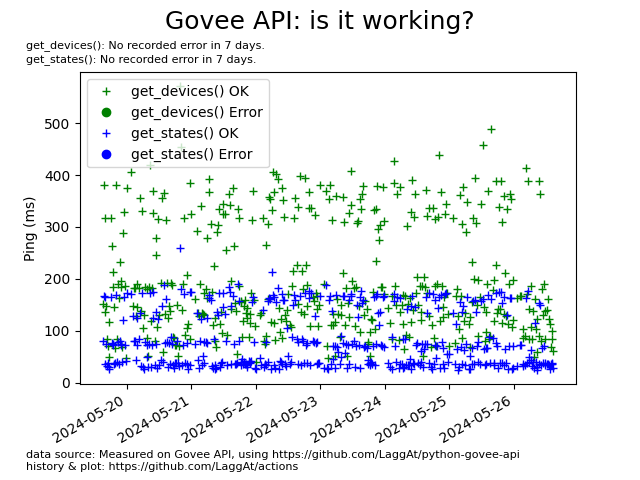 Govee API: is it working?
get_devices(): No recorded error in 7 days.
get_states(): No recorded error in 7 days.
get_devices() OK
get_devices() Error
get_states() OK
get_states() Error
Ping (ms)
500
400
300
200
100
0
2024-05-20
2024-05-21
2024-05-22
2024-05-23
2024-05-24
2024-05-25
2024-05-26
data source: Measured on Govee API, using https://github.com/LaggAt/python-govee-api
history & plot: https://github.com/LaggAt/actions